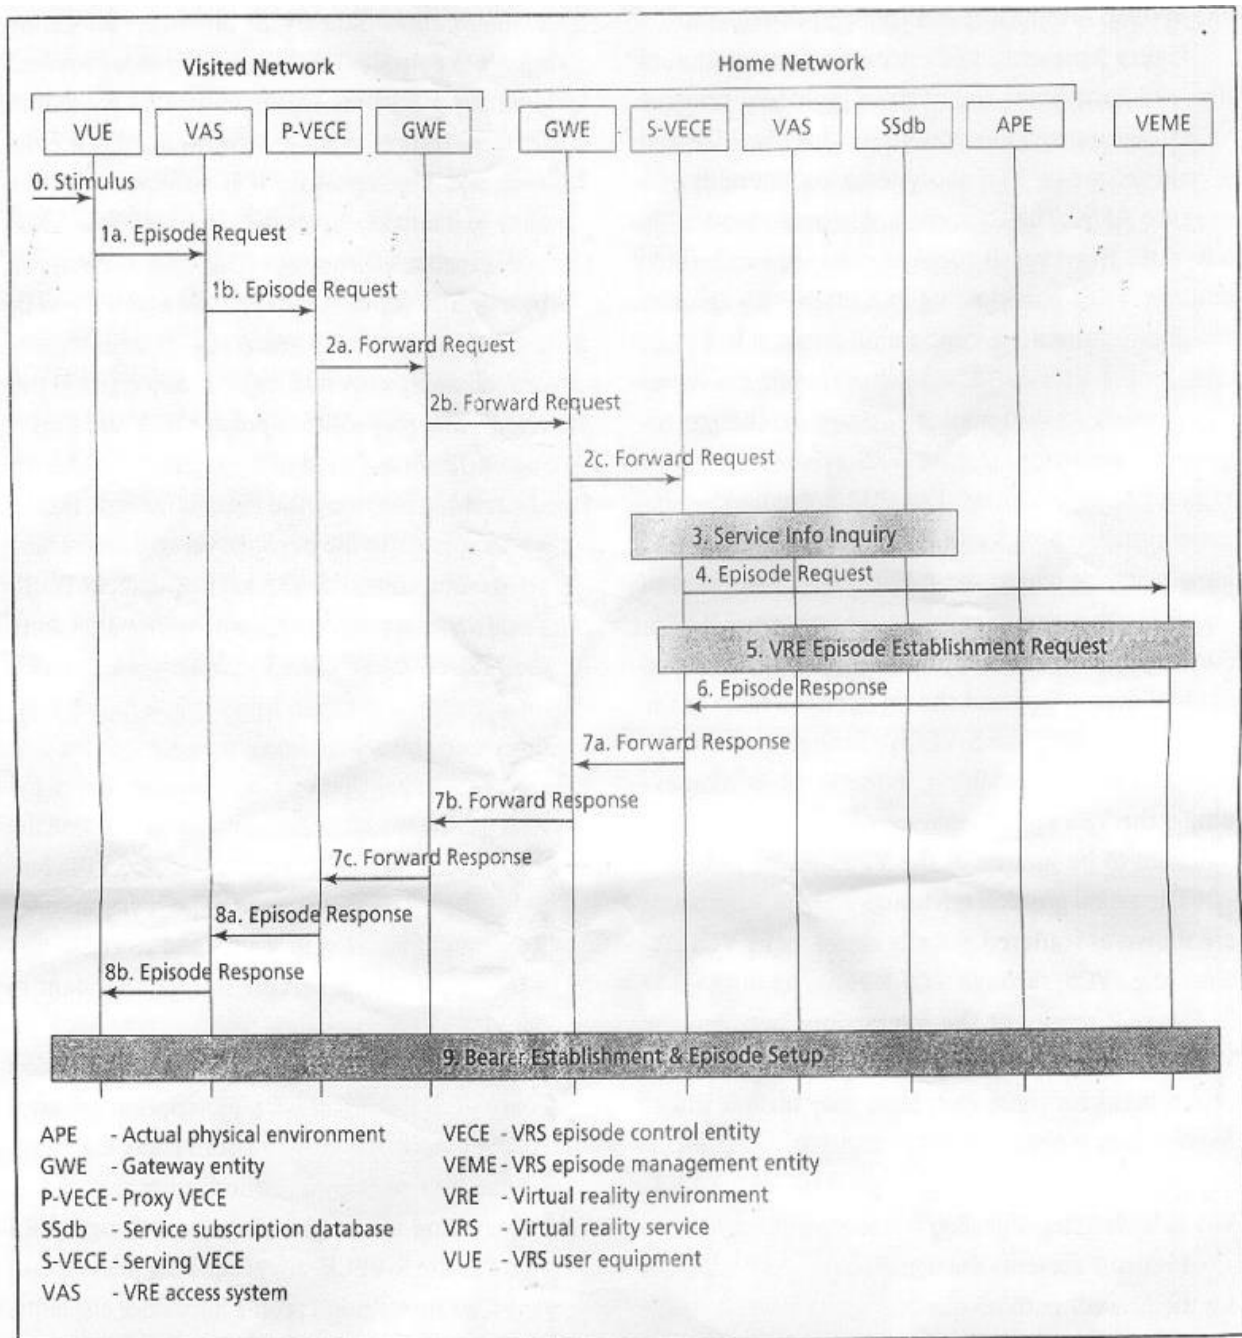 Visited Network
Home Network
VUE
VAS
P-VECE
GWE
GWE
S-VECE
VAS
SSdb
APE
VEME
0. Stimulus
1a. Episode Request
1b. Episode Request
2a. Forward Request
2b. Forward Request
2c. Forward Request
3. Service Info Inquiry
4. Episode Request
5. VRE Episode Establishment Request
6. Episode Response
7a. Forward Response
7b. Forward Response
7c. Forward Response
8a. Episode Response
8b. Episode Response
9. Bearer Establishment & Episode Setup
APE - Actual physical environment
GWE - Gateway entity
P-VECE - Proxy VECE
SSdb - Service subscription database
S-VECE - Serving VECE
VAS - VRE access system
VECE - VRS episode control entity
VEME - VRS episode management entity
VRE - Virtual reality environment
VRS - Virtual reality service
VUE - VRS user equipment